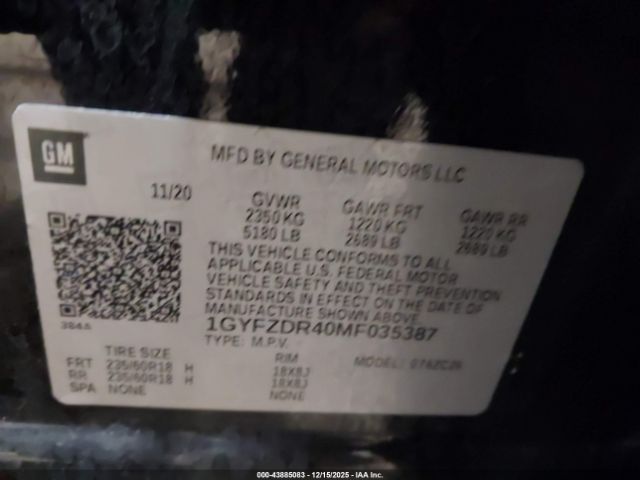 GM
MFD BY GENERAL MOTORS LLC
11/20
GVWR GAWR FRT GAWR RR
2350 KG 1220 KG 1220 KG
5180 LB 2689 LB 2689 LB
THIS VEHICLE CONFORMS TO ALL
APPLICABLE U.S. FEDERAL MOTOR
VEHICLE SAFETY AND THEFT PREVENTION
STANDARDS IN EFFECT ON THE DATE OF
MANUFACTURE SHOWN ABOVE.
384A
1GYFZDR40MF035387
TYPE: M.P.V. MODEL:
TIRE SIZE RIM
FRT 235/60R18 H 18X8J
RR 235/60R18 H 18X8J
SPA NONE NONE
000-43885083 - 12/15/2025 - IAA Inc.